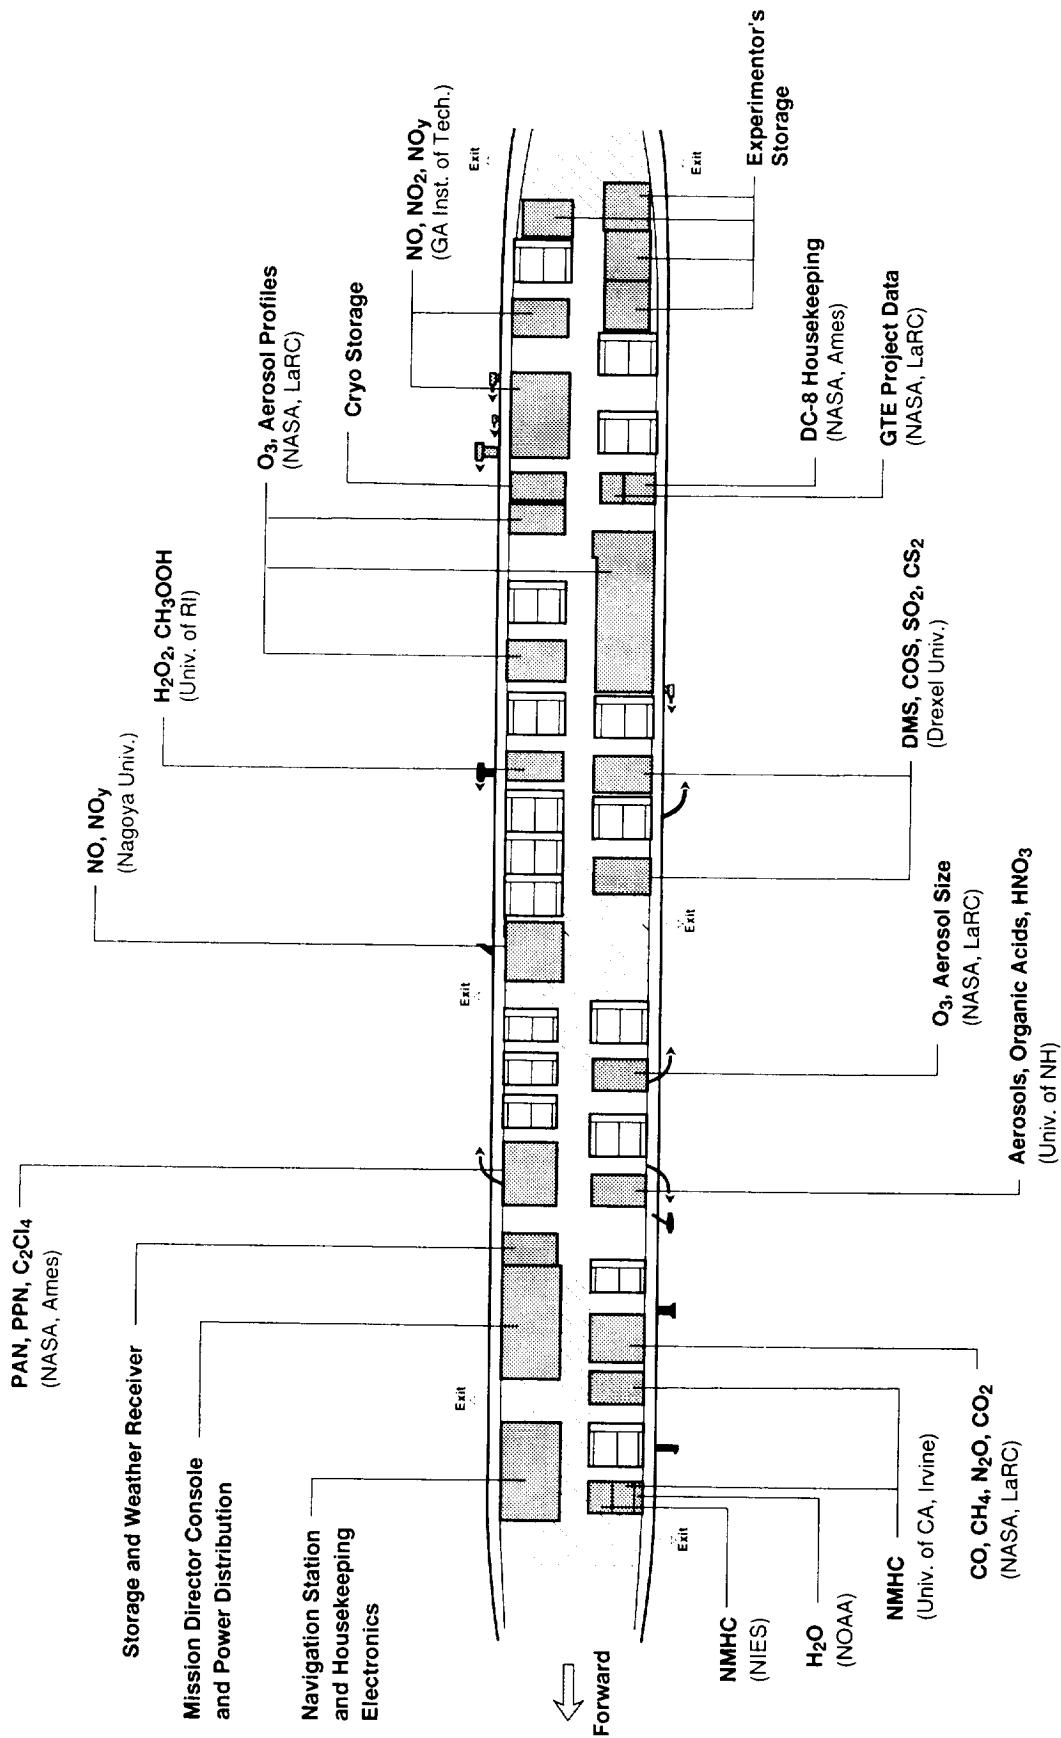 PAN, PPN, C₂Cl₄
(NASA, Ames)
Storage and Weather Receiver
Mission Director Console
and Power Distribution
Navigation Station
and Housekeeping
Electronics
NO, NOy
(Nagoya Univ.)
H₂O₂, CH₃OOH
(Univ. of RI)
O₃, Aerosol Profiles
(NASA, LaRC)
Cryo Storage
NO, NO₂, NOy
(GA Inst. of Tech.)
Exit
Exit
Exit
Forward
Exit
Exit
Exit
NMHC
(NIES)
H₂O
(NOAA)
NMHC
(Univ. of CA, Irvine)
CO, CH₄, N₂O, CO₂
(NASA, LaRC)
Aerosols, Organic Acids, HNO₃
(Univ. of NH)
O₃, Aerosol Size
(NASA, LaRC)
DMS, COS, SO₂, CS₂
(Drexel Univ.)
GTE Project Data
(NASA, LaRC)
DC-8 Housekeeping
(NASA, Ames)
Experimentor's
Storage